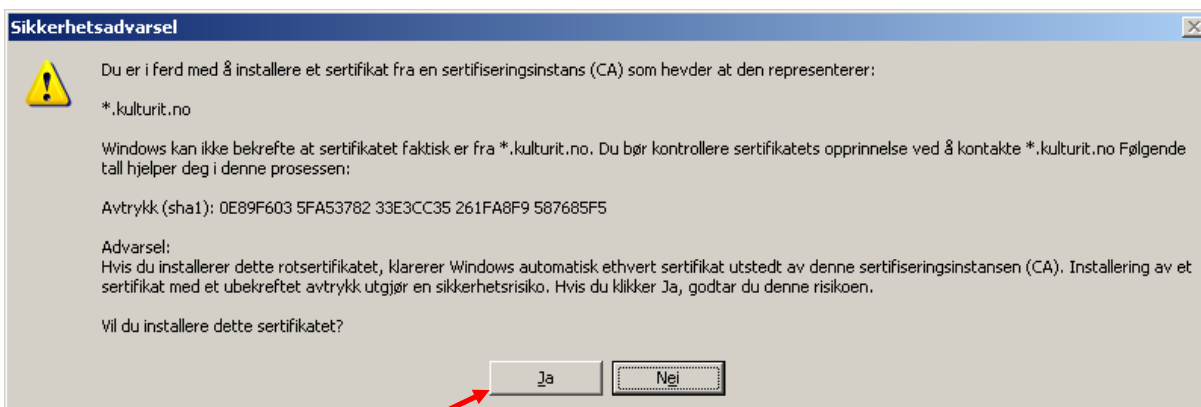 Sikkerhetsadvarsel
Du er i ferd med å installere et sertifikat fra en sertifiseringsinstans (CA) som hevder at den representerer:
*.kulturit.no
Windows kan ikke bekrefte at sertifikatet faktisk er fra *.kulturit.no. Du bør kontrollere sertifikatets opprinnelse ved å kontakte *.kulturit.no Følgende
tall hjelper deg i denne prosessen:
Avtrykk (sha1): 0E89F603 5FA53782 33E3CC35 261FA8F9 587685F5
Advarsel:
Hvis du installerer dette rotsertifikatet, klarerer Windows automatisk ethvert sertifikat utstedt av denne sertifiseringsinstansen (CA). Installering av et
sertifikat med et ubekreftet avtrykk utgjør en sikkerhetsrisiko. Hvis du klikker Ja, godtar du denne risikoen.
Vil du installere dette sertifikatet?
Ja
Nei